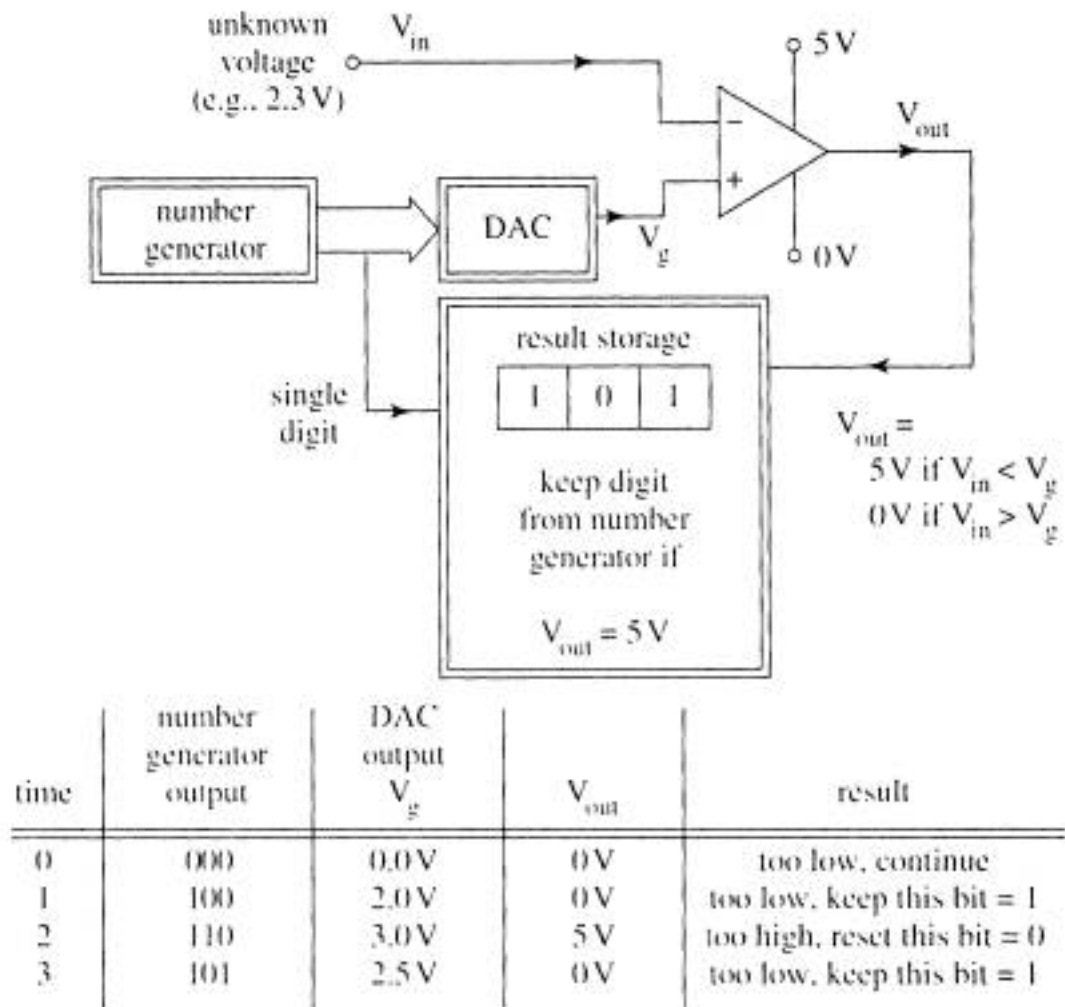 unknown
voltage
(e.g., 2.3 V)
V_in
5 V
−
+
V_out
0 V
number
generator
DAC
V_g
result storage
1 0 1
single
digit
keep digit
from number
generator if
V_out = 5 V
V_out =
5 V if V_in < V_g
0 V if V_in > V_g
time number generator output DAC output V_g V_out result
0 000 0.0 V 0 V too low, continue
1 100 2.0 V 0 V too low, keep this bit = 1
2 110 3.0 V 5 V too high, reset this bit = 0
3 101 2.5 V 0 V too low, keep this bit = 1